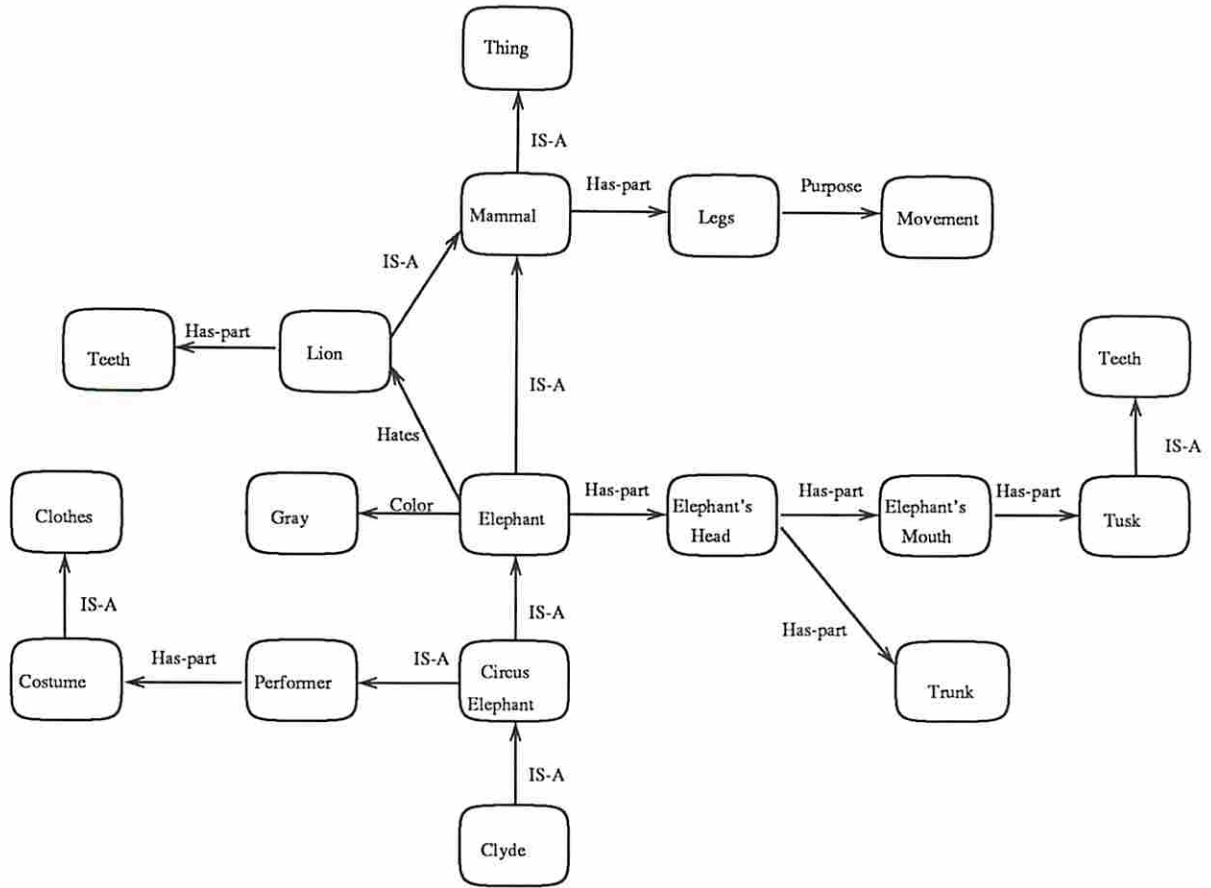 Thing
IS-A
Mammal
Has-part
Legs
Purpose
Movement
IS-A
Teeth
Has-part
Lion
IS-A
Teeth
IS-A
Hates
Clothes
Gray
Color
Elephant
Has-part
Elephant's
Head
Has-part
Elephant's
Mouth
Has-part
Tusk
IS-A
IS-A
Costume
Has-part
Performer
IS-A
Circus
Elephant
Has-part
Trunk
IS-A
Clyde